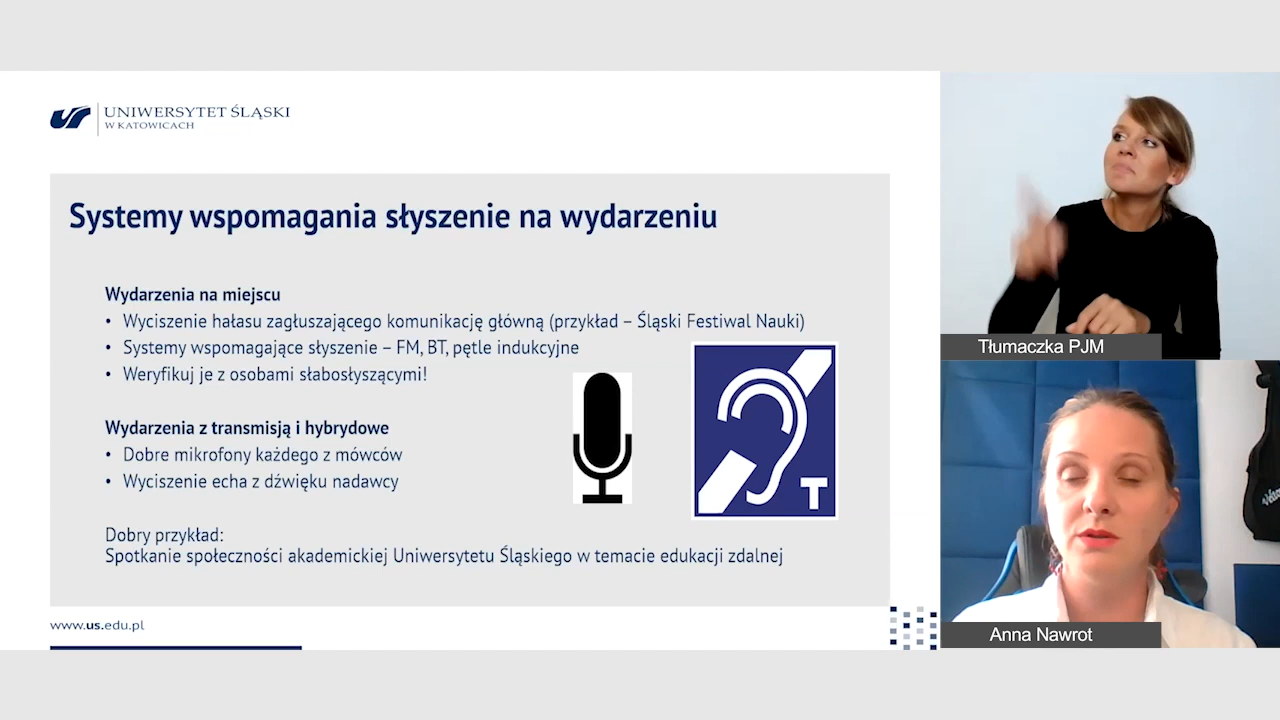 UNIWERSYTET ŚLĄSKI
W KATOWICACH
Systemy wspomagania słyszenie na wydarzeniu
Wydarzenia na miejscu
• Wyciszenie hałasu zagłuszającego komunikację główną (przykład – Śląski Festiwal Nauki)
• Systemy wspomagające słyszenie – FM, BT, pętle indukcyjne
• Weryfikuj je z osobami słabosłyszącymi!
Wydarzenia z transmisją i hybrydowe
• Dobre mikrofony każdego z mówców
• Wyciszenie echa z dźwięku nadawcy
T
Dobry przykład:
Spotkanie społeczności akademickiej Uniwersytetu Śląskiego w temacie edukacji zdalnej
www.us.edu.pl
Tłumaczka PJM
Anna Nawrot